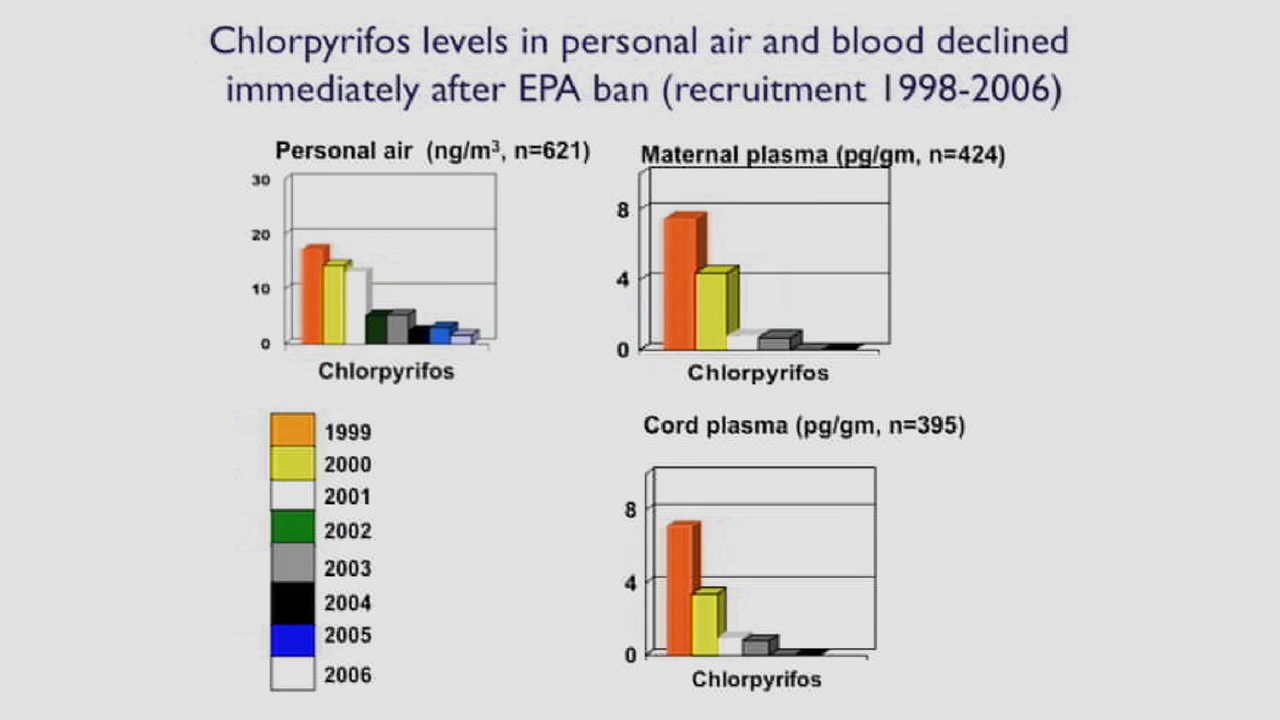 Chlorpyrifos levels in personal air and blood declined
immediately after EPA ban (recruitment 1998-2006)
Personal air (ng/m³, n=621)
30
20
10
0
Chlorpyrifos
Maternal plasma (pg/gm, n=424)
8
4
0
Chlorpyrifos
1999
2000
2001
2002
2003
2004
2005
2006
Cord plasma (pg/gm, n=395)
8
4
0
Chlorpyrifos